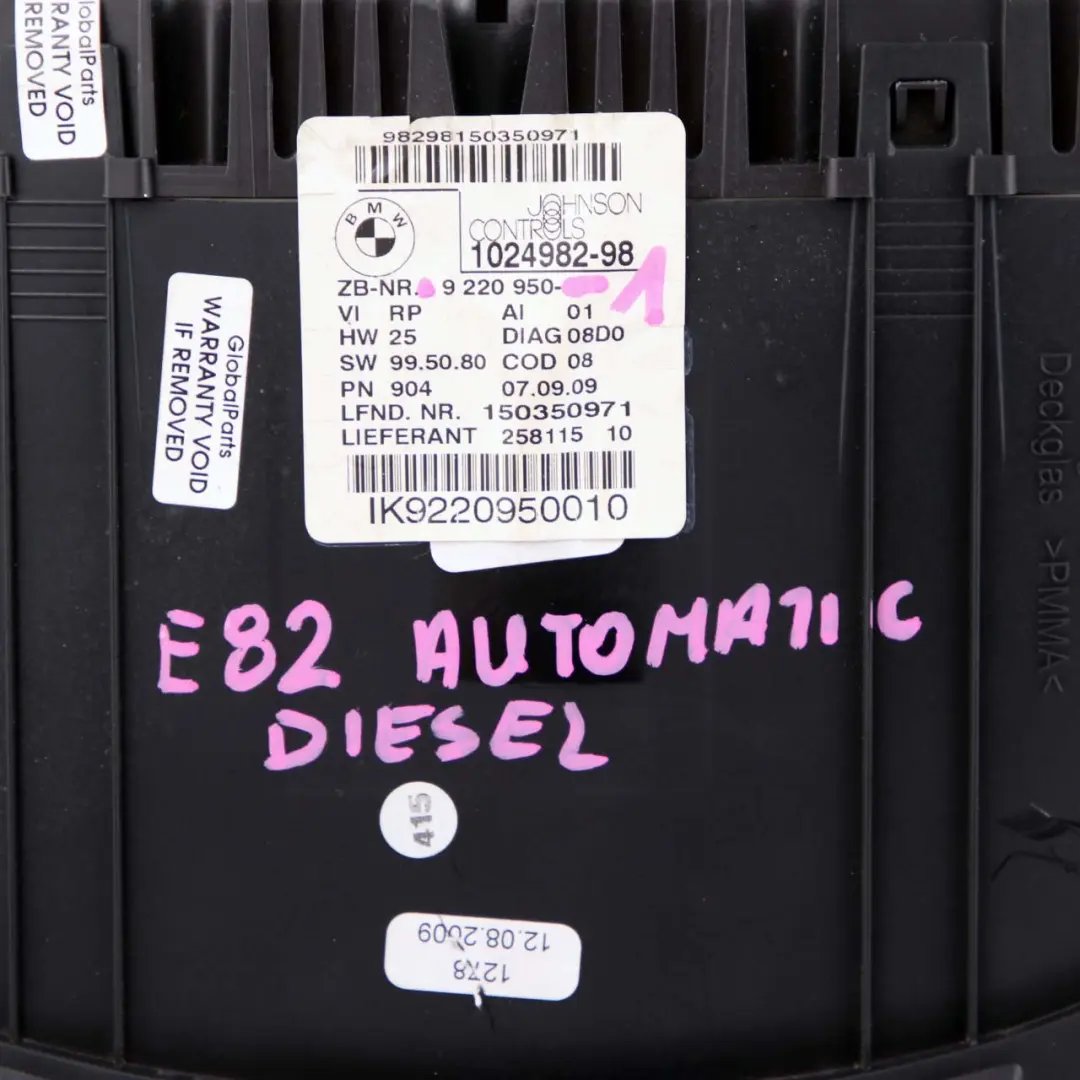 GlobalParts
WARRANTY VOID
REMOVED
98298150350971
BMW
JOHNSON
CONTROLS
1024982-98
ZB-NR. 9 220 950- 1
VI RP AI 01
HW 25 DIAG 08D0
SW 99.50.80 COD 08
PN 904 07.09.09
LFND. NR. 150350971
LIEFERANT 258115 10
IK9220950010
GlobalParts
WARRANTY VOID
IF REMOVED
Deckglas >PMMA<
E82 AUTOMATIC
DIESEL
415
12.08.2009
1278